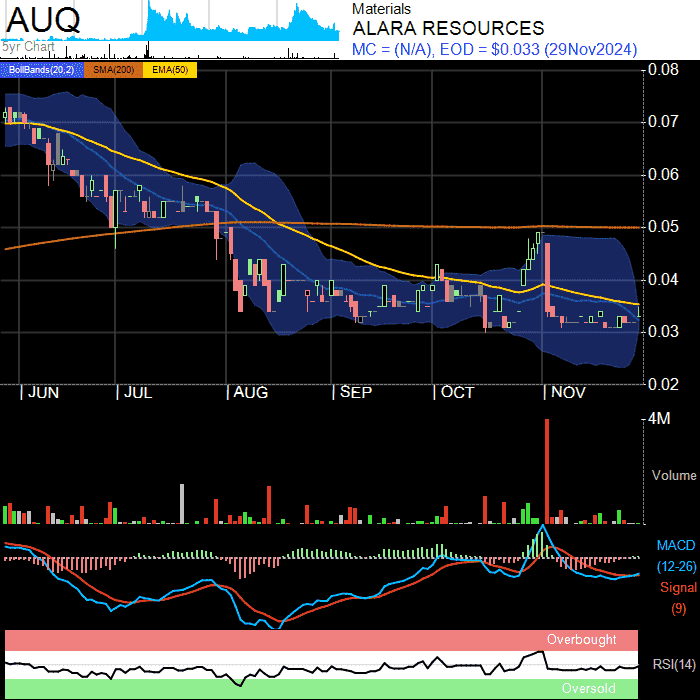 AUQ
5yr Chart
Materials
ALARA RESOURCES
MC = (N/A), EOD = $0.033 (29Nov2024)
BollBands(20,2) SMA(200) EMA(50)
0.08
0.07
0.06
0.05
0.04
0.03
0.02
JUN JUL AUG SEP OCT NOV
4M
Volume
MACD
(12-26)
Signal
(9)
Overbought
RSI(14)
Oversold